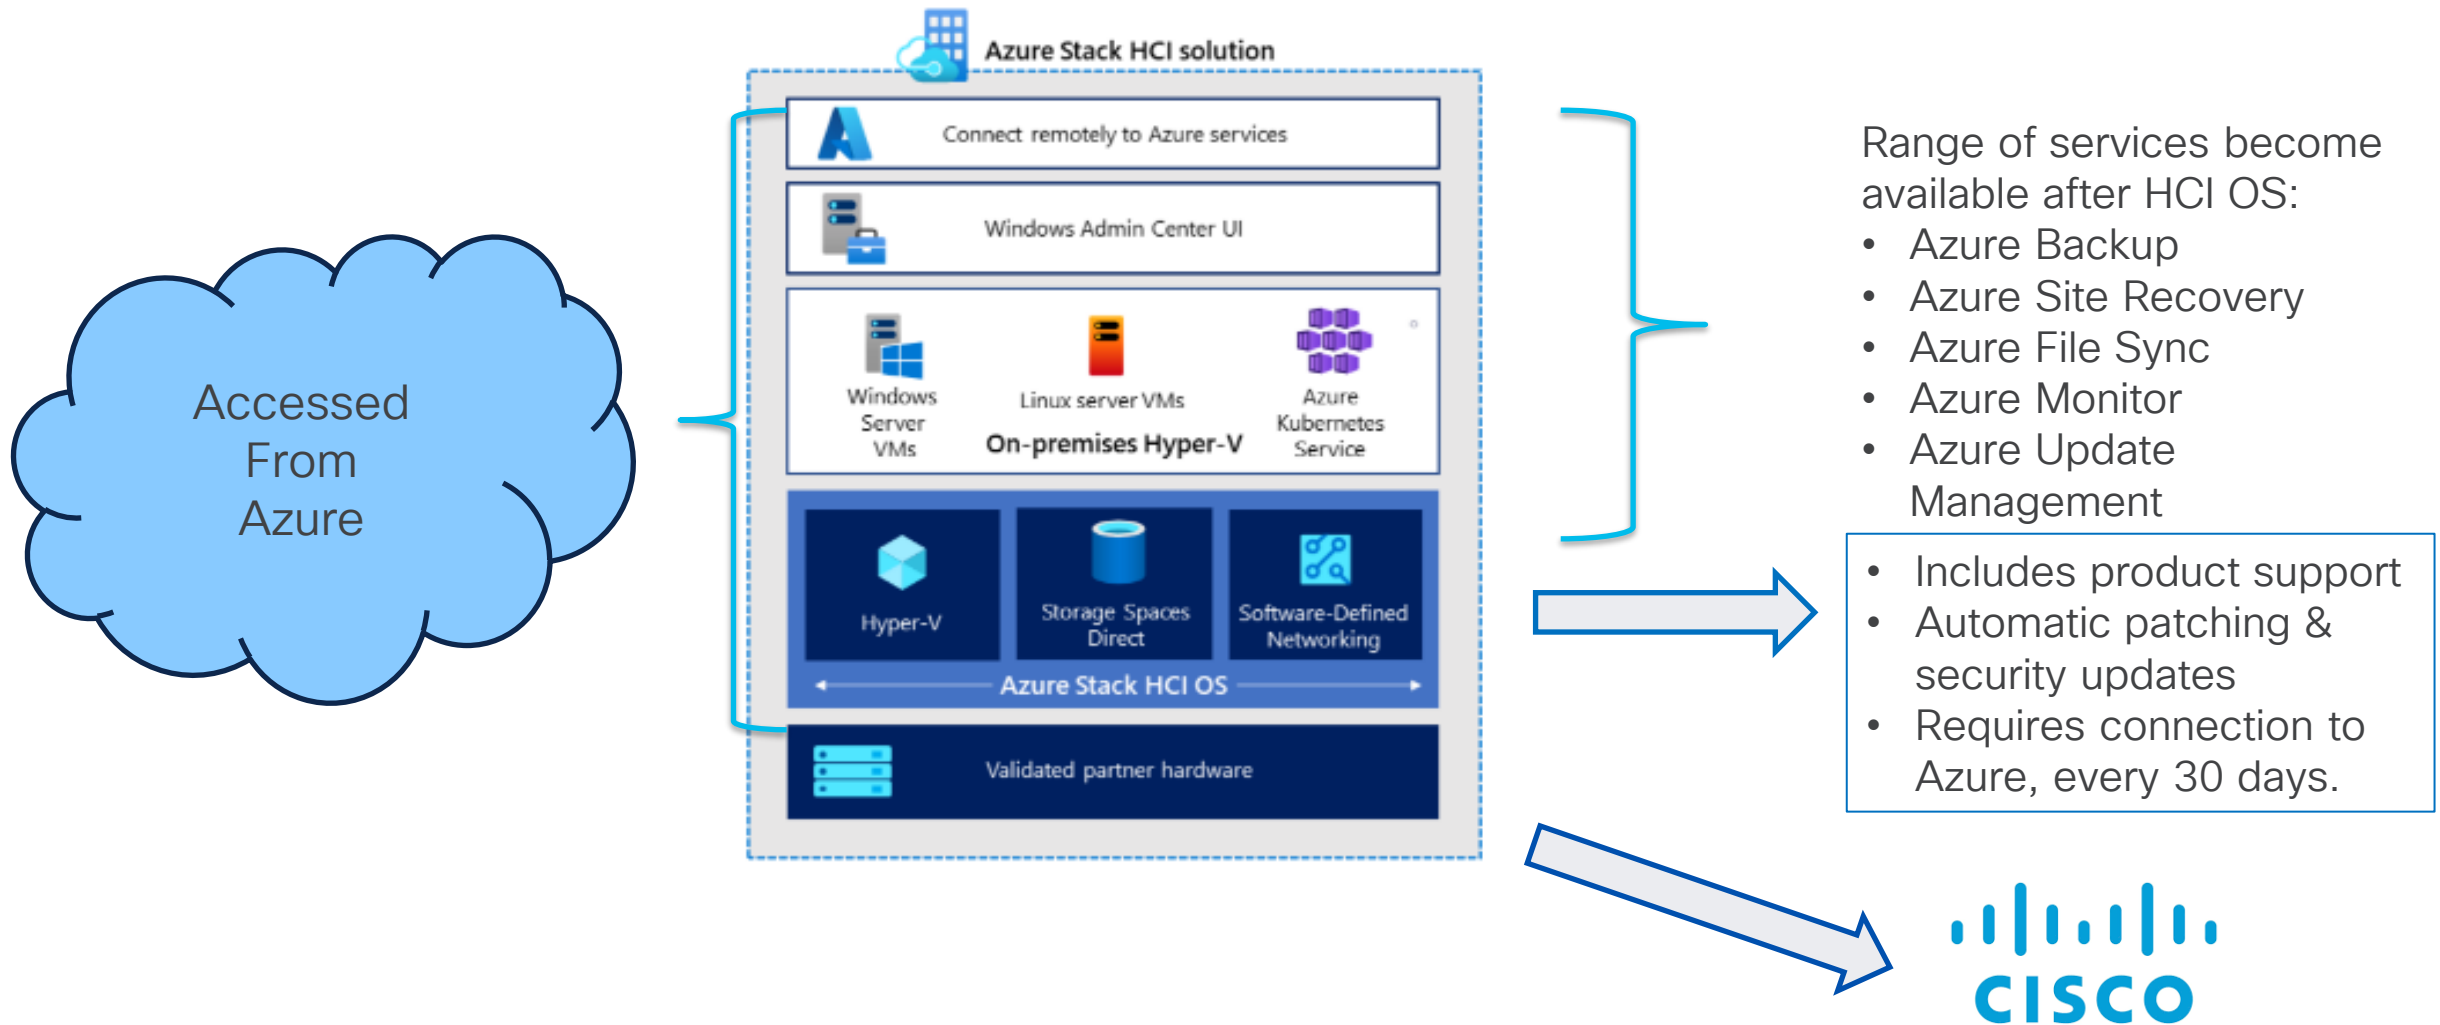 Azure Stack HCI solution
Connect remotely to Azure services
Windows Admin Center UI
Windows
Server
VMs
Linux server VMs
Azure
Kubernetes
Service
On-premises Hyper-V
Hyper-V
Storage Spaces
Direct
Software-Defined
Networking
Azure Stack HCI OS
Validated partner hardware
Accessed
From
Azure
Range of services become
available after HCI OS:
• Azure Backup
• Azure Site Recovery
• Azure File Sync
• Azure Monitor
• Azure Update
Management
• Includes product support
• Automatic patching &
security updates
• Requires connection to
Azure, every 30 days.
CISCO